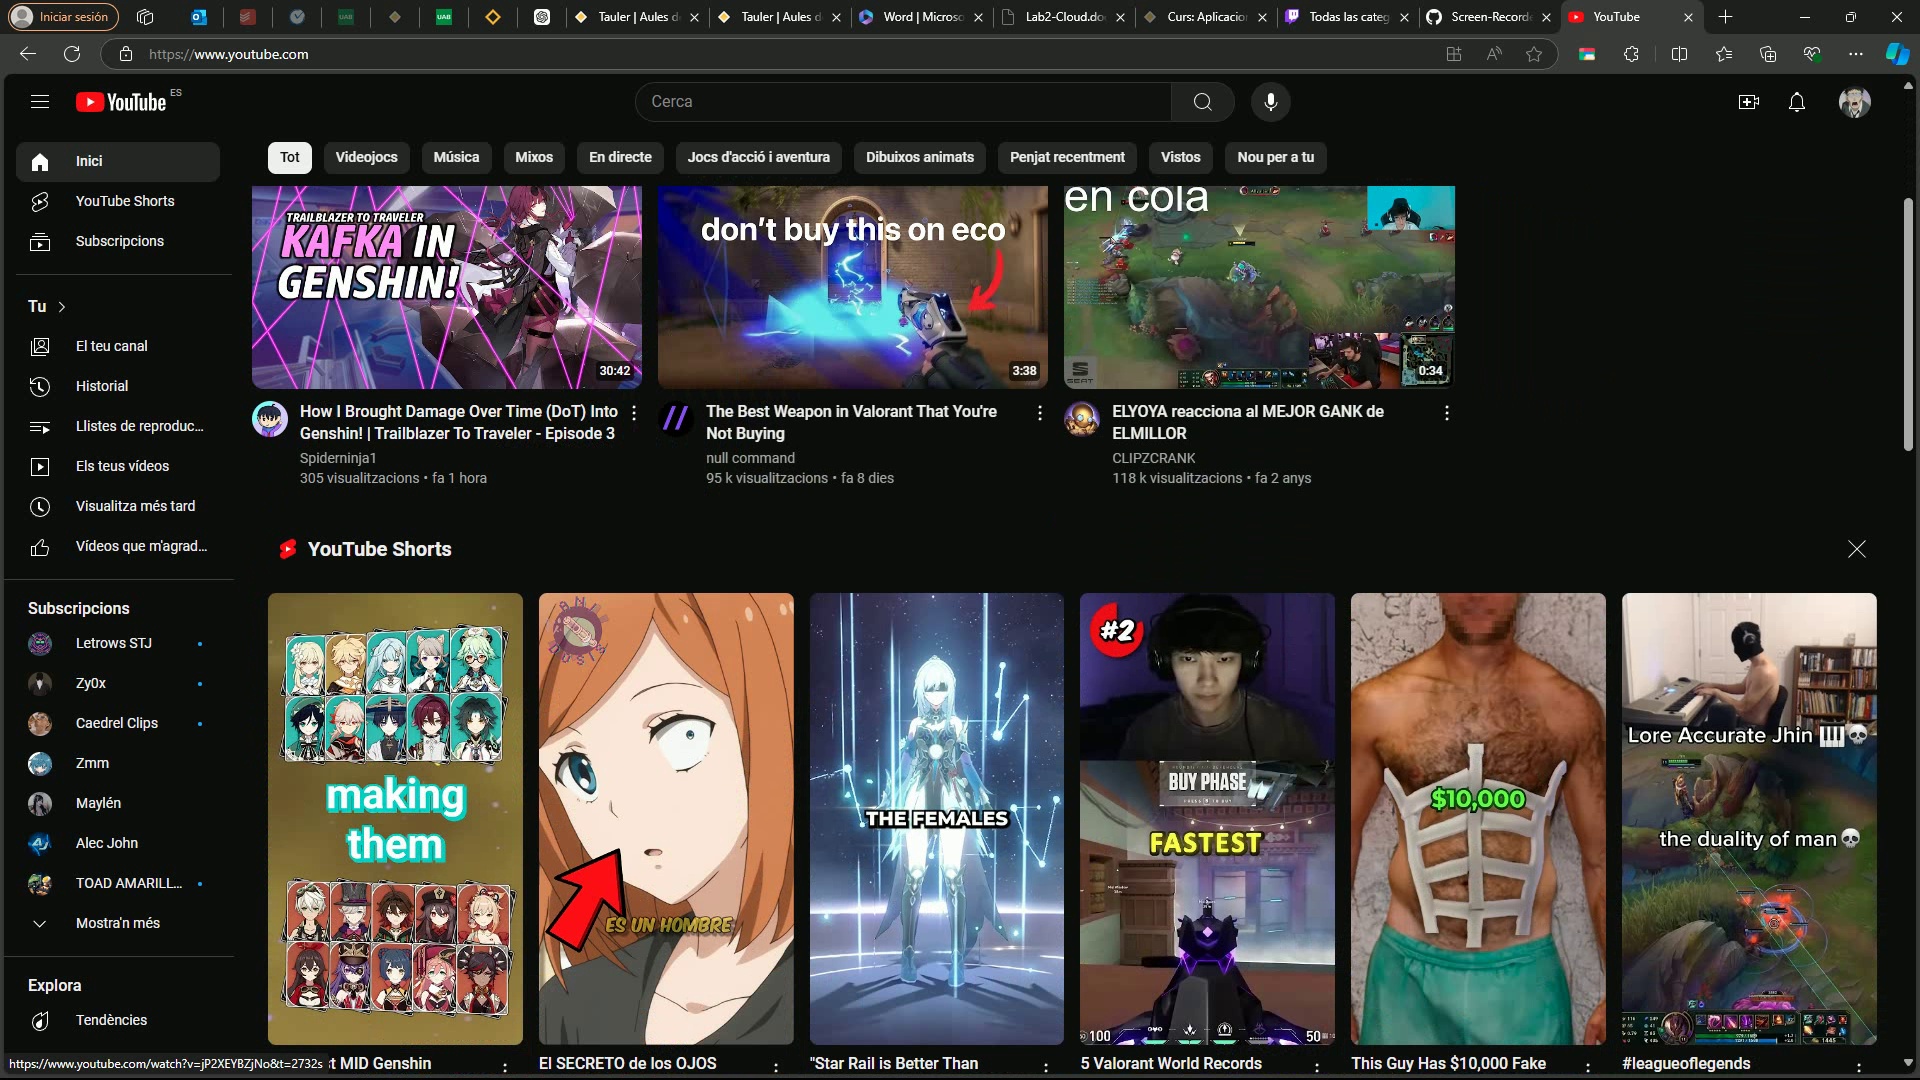 Iniciar sesión
Tauler | Aules d
Tauler | Aules d
Word | Microso
Lab2-Cloud.do
Curs: Aplicacio
Todas las categ
Screen-Recorde
YouTube
https://www.youtube.com
YouTube ES
Cerca
Tot
Videojocs
Música
Mixos
En directe
Jocs d'acció i aventura
Dibuixos animats
Penjat recentment
Vistos
Nou per a tu
Inici
YouTube Shorts
Subscripcions
Tu
El teu canal
Historial
Llistes de reproduc...
Els teus vídeos
Visualitza més tard
Vídeos que m'agrad...
Subscripcions
Letrows STJ
Zy0x
Caedrel Clips
Zmm
Maylén
Alec John
TOAD AMARILL...
Mostra'n més
Explora
Tendències
https://www.youtube.com/watch?v=jP2XEYBZjNo&t=2732s
TRAILBLAZER TO TRAVELER
KAFKA IN
GENSHIN!
30:42
How I Brought Damage Over Time (DoT) Into
Genshin! | Trailblazer To Traveler - Episode 3
Spiderninja1
305 visualitzacions • fa 1 hora
don't buy this on eco
3:38
The Best Weapon in Valorant That You're
Not Buying
null command
95 k visualitzacions • fa 8 dies
en cola
SEAT
0:34
ELYOYA reacciona al MEJOR GANK de
ELMILLOR
CLIPZCRANK
118 k visualitzacions • fa 2 anys
YouTube Shorts
making
them
t MID Genshin
ES UN HOMBRE
El SECRETO de los OJOS
THE FEMALES
"Star Rail is Better Than
#2
BUY PHASE
FASTEST
100
50
5 Valorant World Records
$10,000
This Guy Has $10,000 Fake
Lore Accurate Jhin
the duality of man
#leagueoflegends